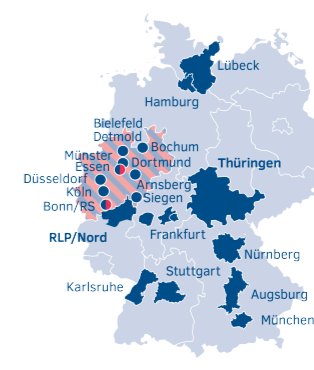 Lübeck
Hamburg
Bielefeld
Detmold
Bochum
Münster
Dortmund
Essen
Thüringen
Düsseldorf
Arnsberg
Köln
Siegen
Bonn/RS
RLP/Nord
Frankfurt
Nürnberg
Stuttgart
Karlsruhe
Augsburg
München